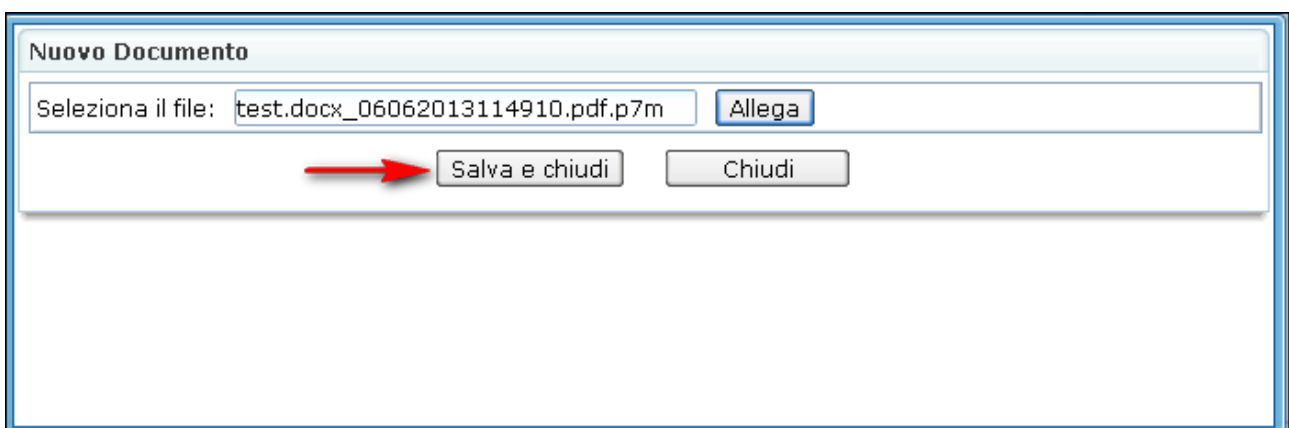 Nuovo Documento
Seleziona il file: test.docx_06062013114910.pdf.p7m Allega
Salva e chiudi Chiudi